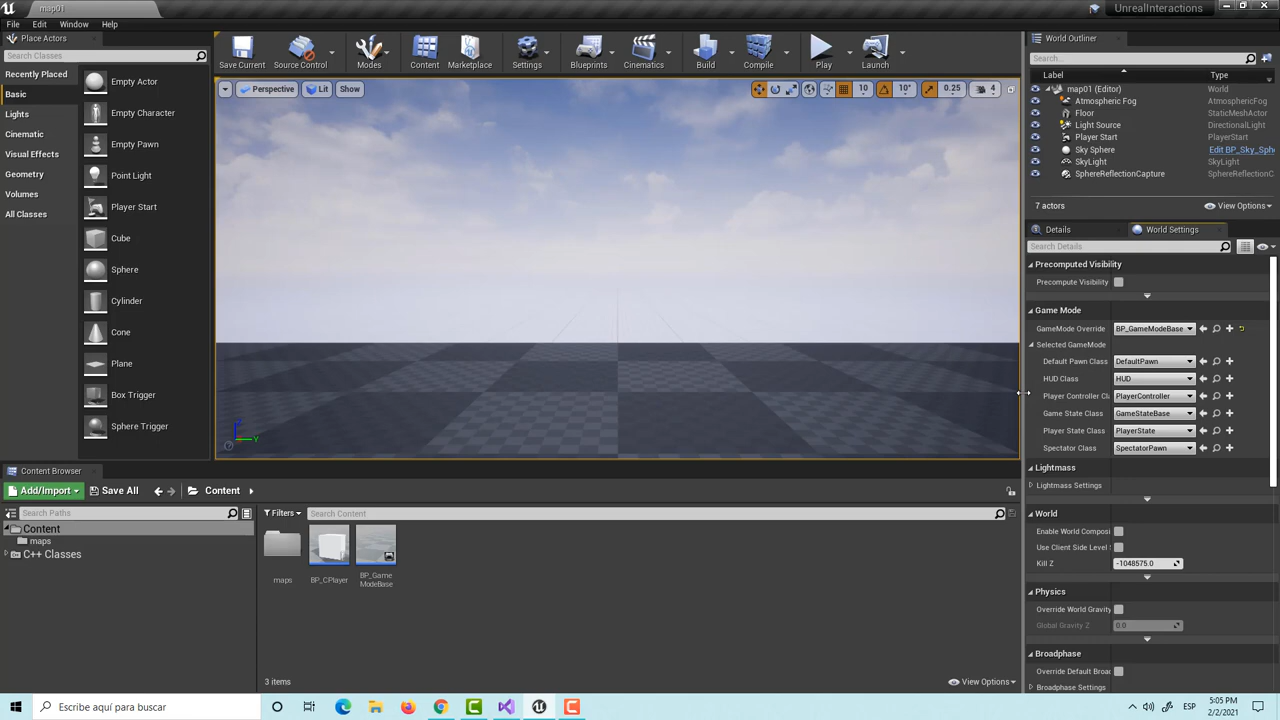 map01
UnrealInteractions
File Edit Window Help
Place Actors
Search Classes
Recently Placed
Basic
Lights
Cinematic
Visual Effects
Geometry
Volumes
All Classes
Empty Actor
Empty Character
Empty Pawn
Point Light
Player Start
Cube
Sphere
Cylinder
Cone
Plane
Box Trigger
Sphere Trigger
Save Current
Source Control
Modes
Content
Marketplace
Settings
Blueprints
Cinematics
Build
Compile
Play
Launch
Perspective Lit Show
10 10° 0.25 4
Z
Y
World Outliner
Search...
Label Type
map01 (Editor) World
Atmospheric Fog AtmosphericFog
Floor StaticMeshActor
Light Source DirectionalLight
Player Start PlayerStart
Sky Sphere Edit BP_Sky_Sph
SkyLight SkyLight
SphereReflectionCapture SphereReflectionC
7 actors View Options
Details World Settings
Search Details
Precomputed Visibility
Precompute Visibility
Game Mode
GameMode Override BP_GameModeBase
Selected GameMode
Default Pawn Class DefaultPawn
HUD Class HUD
Player Controller Cl PlayerController
Game State Class GameStateBase
Player State Class PlayerState
Spectator Class SpectatorPawn
Lightmass
Lightmass Settings
World
Enable World Composi
Use Client Side Level
Kill Z -1048575.0
Physics
Override World Gravity
Global Gravity Z 0.0
Broadphase
Override Default Broad
Broadphase Settings
Content Browser
Add/Import Save All Content
Search Paths
Content
maps
C++ Classes
Filters Search Content
maps
BP_CPlayer
BP_Game
ModeBase
3 items View Options
Escribe aquí para buscar
ESP
5:05 PM
2/2/2021